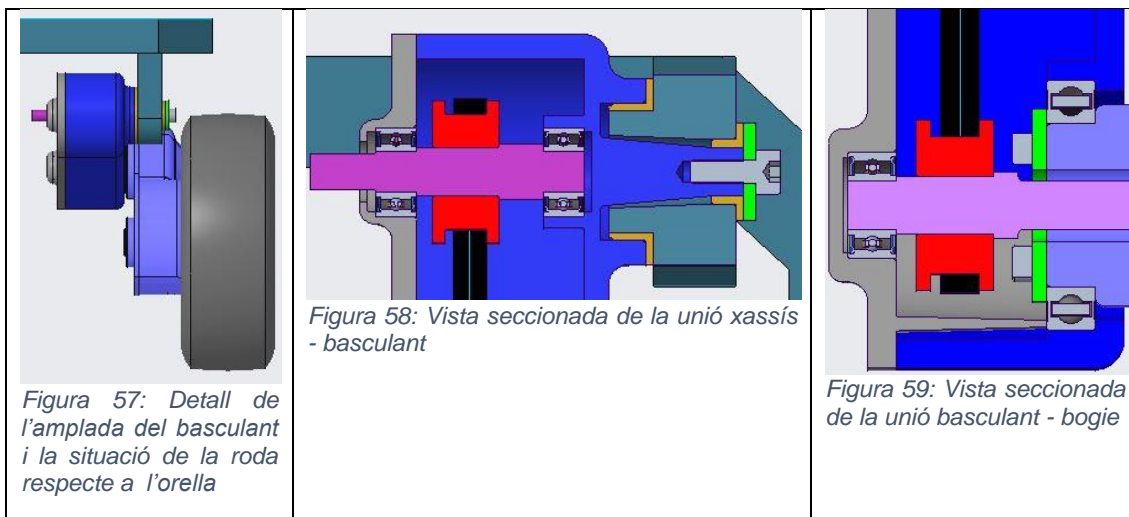 Figura 57: Detall de
l'amplada del basculant
i la situació de la roda
respecte a l'orella
Figura 58: Vista seccionada de la unió xassís
- basculant
Figura 59: Vista seccionada
de la unió basculant - bogie